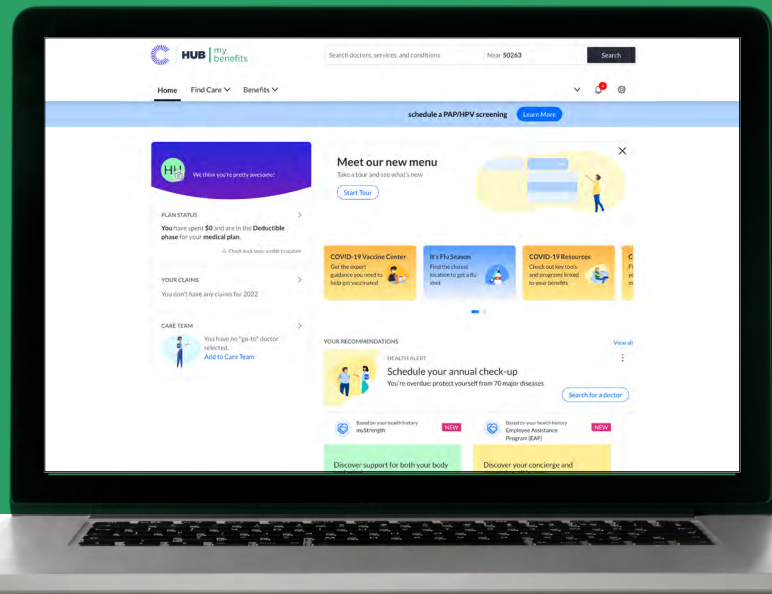 HUB
my
benefits
Search doctors, services, and conditions
Near 50263
Search
Home
Find Care
Benefits
schedule a PAP/HPV screening
Learn More
HH
We think you're pretty awesome!
Meet our new menu
Take a tour and see what's new
Start Tour
PLAN STATUS
You have spent $0 and are in the Deductible
phase for your medical plan.
YOUR CLAIMS
You don't have any claims for 2022
CARE TEAM
You have no "go-to" doctor
selected.
Add to Care Team
COVID-19 Vaccine Center
Get the expert
guidance you need to
help get vaccinated
It's Flu Season
Find the closest
location to get a flu
shot
COVID-19 Resources
Check out key tools
and programs linked
to your benefits
YOUR RECOMMENDATIONS
View all
HEALTH ALERT
Schedule your annual check-up
You're overdue: protect yourself from 70 major diseases
Search for a doctor
Based on your health history
myStrength
NEW
Based on your health history
Employee Assistance
Program (EAP)
NEW
Discover support for both your body
Discover your concierge and